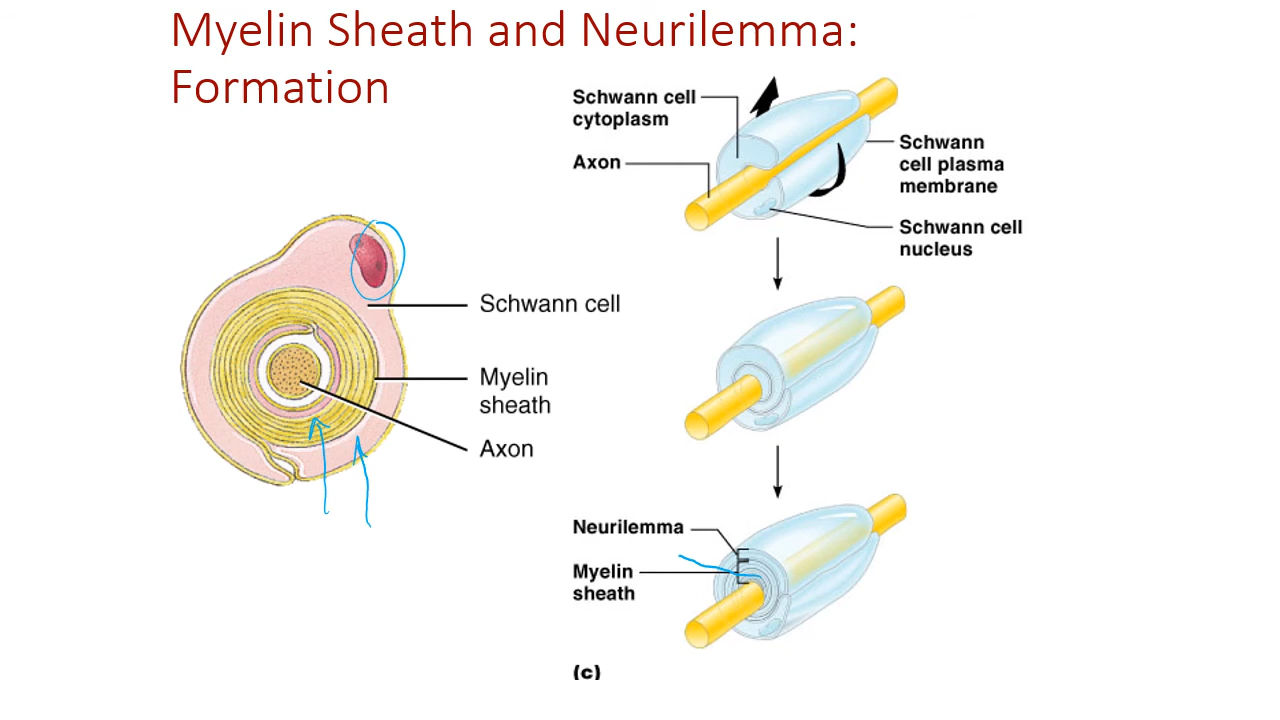 Myelin Sheath and Neurilemma:
Formation
Schwann cell
cytoplasm
Axon
Schwann
cell plasma
membrane
Schwann cell
nucleus
Schwann cell
Myelin
sheath
Axon
Neurilemma
Myelin
sheath
(c)